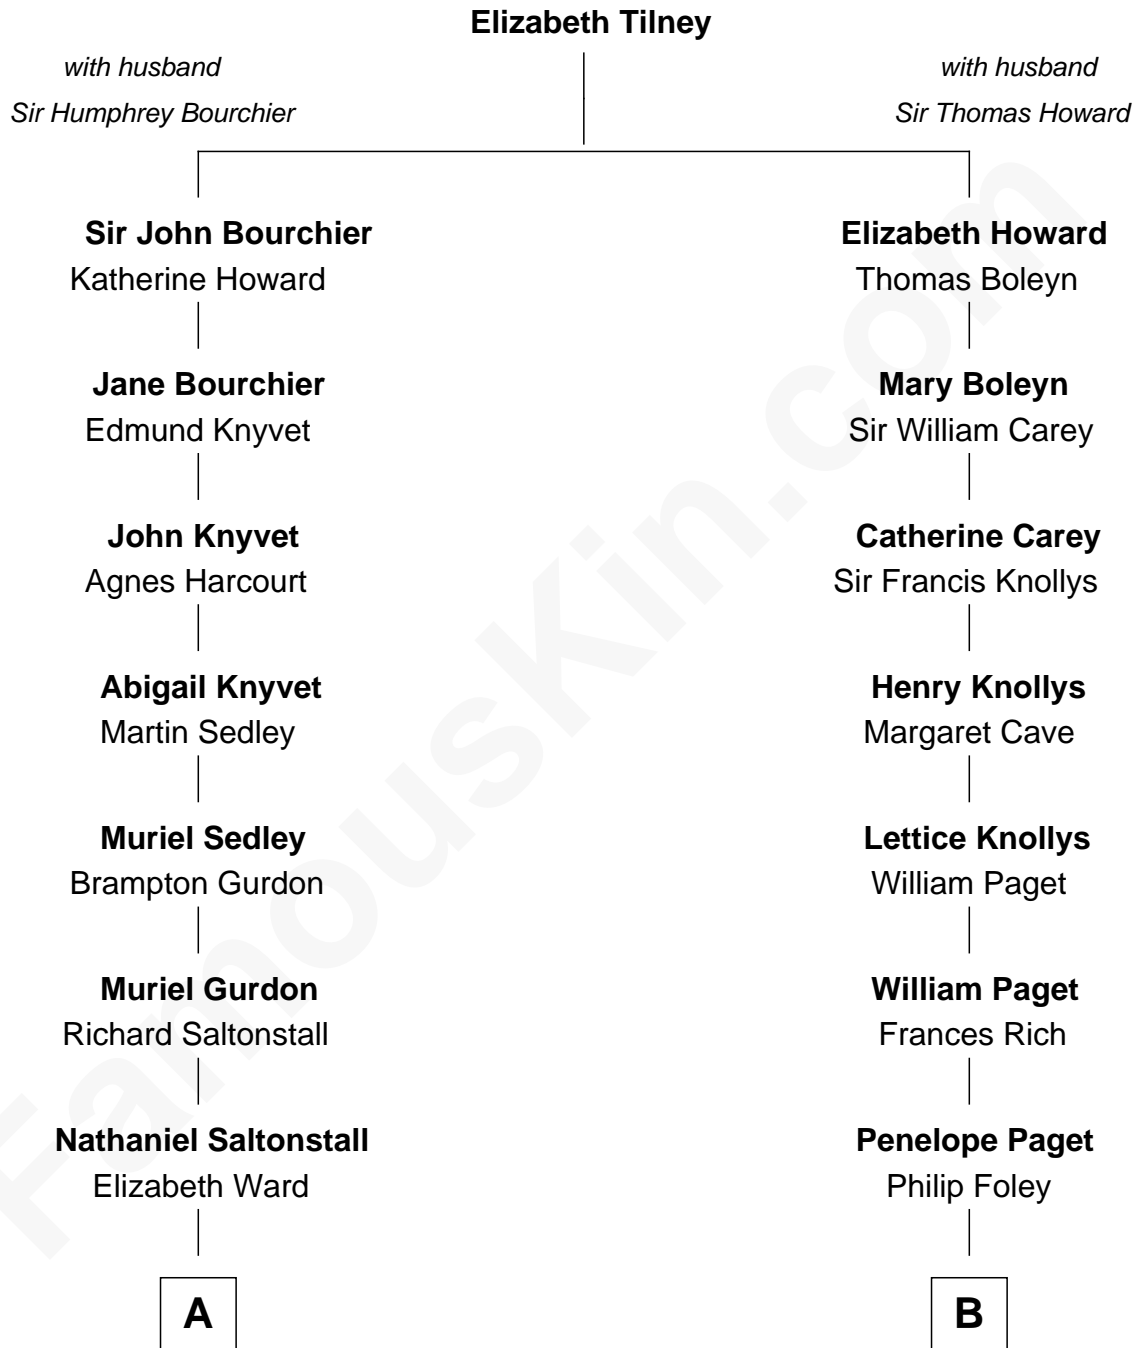 Elizabeth Tilney
with husband
Sir Humphrey Bourchier
with husband
Sir Thomas Howard
Sir John Bourchier
Katherine Howard
Elizabeth Howard
Thomas Boleyn
Jane Bourchier
Edmund Knyvet
Mary Boleyn
Sir William Carey
John Knyvet
Agnes Harcourt
Catherine Carey
Sir Francis Knollys
Abigail Knyvet
Martin Sedley
Henry Knollys
Margaret Cave
Muriel Sedley
Brampton Gurdon
Lettice Knollys
William Paget
Muriel Gurdon
Richard Saltonstall
William Paget
Frances Rich
Nathaniel Saltonstall
Elizabeth Ward
Penelope Paget
Philip Foley
A
B
FamousKin.com